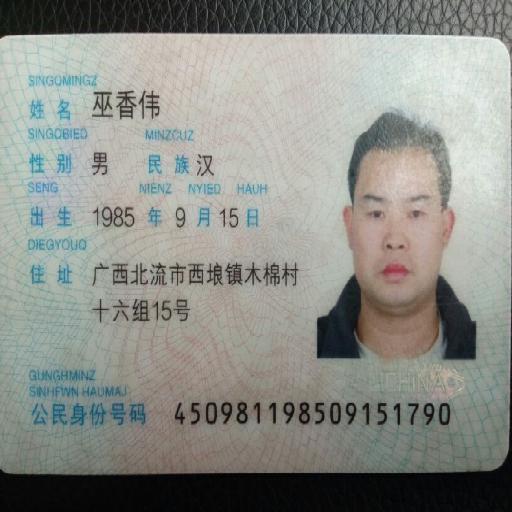 SINGQMINGZ
姓名 巫香伟
SINGQBIED MINZCUZ
性别 男 民族 汉
SENG NIENZ NYIED HAUH
出生 1985 年 9 月 15 日
DIEGYOUQ
住址 广西北流市西埌镇木棉村
十六组15号
GUNGHMINZ
SINHFWN HAUMAJ
公民身份号码 450981198509151790
CHINA